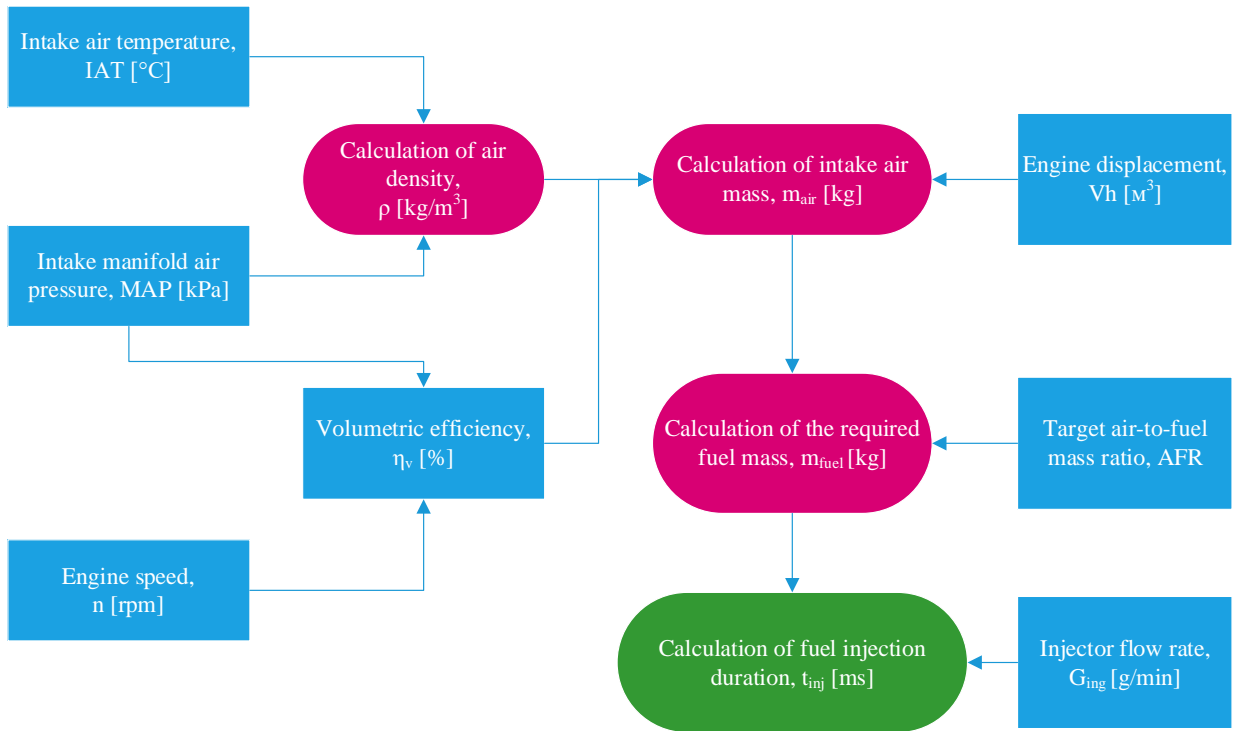 Intake air temperature,
IAT [°C]
Calculation of air
density,
ρ [kg/m³]
Calculation of intake air
mass, mair [kg]
Engine displacement,
Vh [м³]
Intake manifold air
pressure, MAP [kPa]
Volumetric efficiency,
ηv [%]
Calculation of the required
fuel mass, mfuel [kg]
Target air-to-fuel
mass ratio, AFR
Engine speed,
n [rpm]
Calculation of fuel injection
duration, tinj [ms]
Injector flow rate,
Ging [g/min]